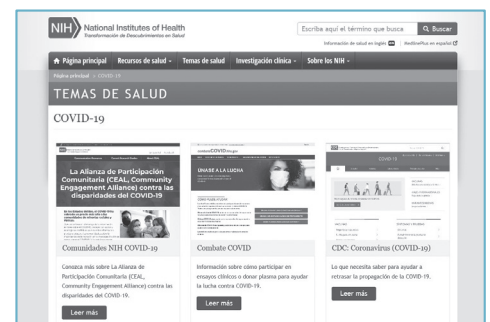 NIH National Institutes of Health
Transformación de Descubrimientos en Salud
Escriba aquí el término que busca
Buscar
Información de salud en inglés
MedlinePlus en español
Página principal
Recursos de salud
Temas de salud
Investigación clínica
Sobre los NIH
Página principal > COVID-19
TEMAS DE SALUD
COVID-19
La Alianza de
Participación Comunitaria
(CEAL, Community
Engagement Alliance) contra las
disparidades del COVID-19
Comunidades NIH COVID-19
Conozca más sobre La Alianza de
Participación Comunitaria (CEAL,
Community Engagement Alliance) contra las
disparidades del COVID-19.
Leer más
combateCOVID.hhs.gov
UNASE A LA LUCHA
Combate COVID
Información sobre cómo participar en
ensayos clínicos o donar plasma para ayudar
la lucha contra COVID-19.
Leer más
COVID-19
CDC: Coronavirus (COVID-19)
Lo que necesita saber para ayudar a
retrasar la propagación de la COVID-19.
Leer más